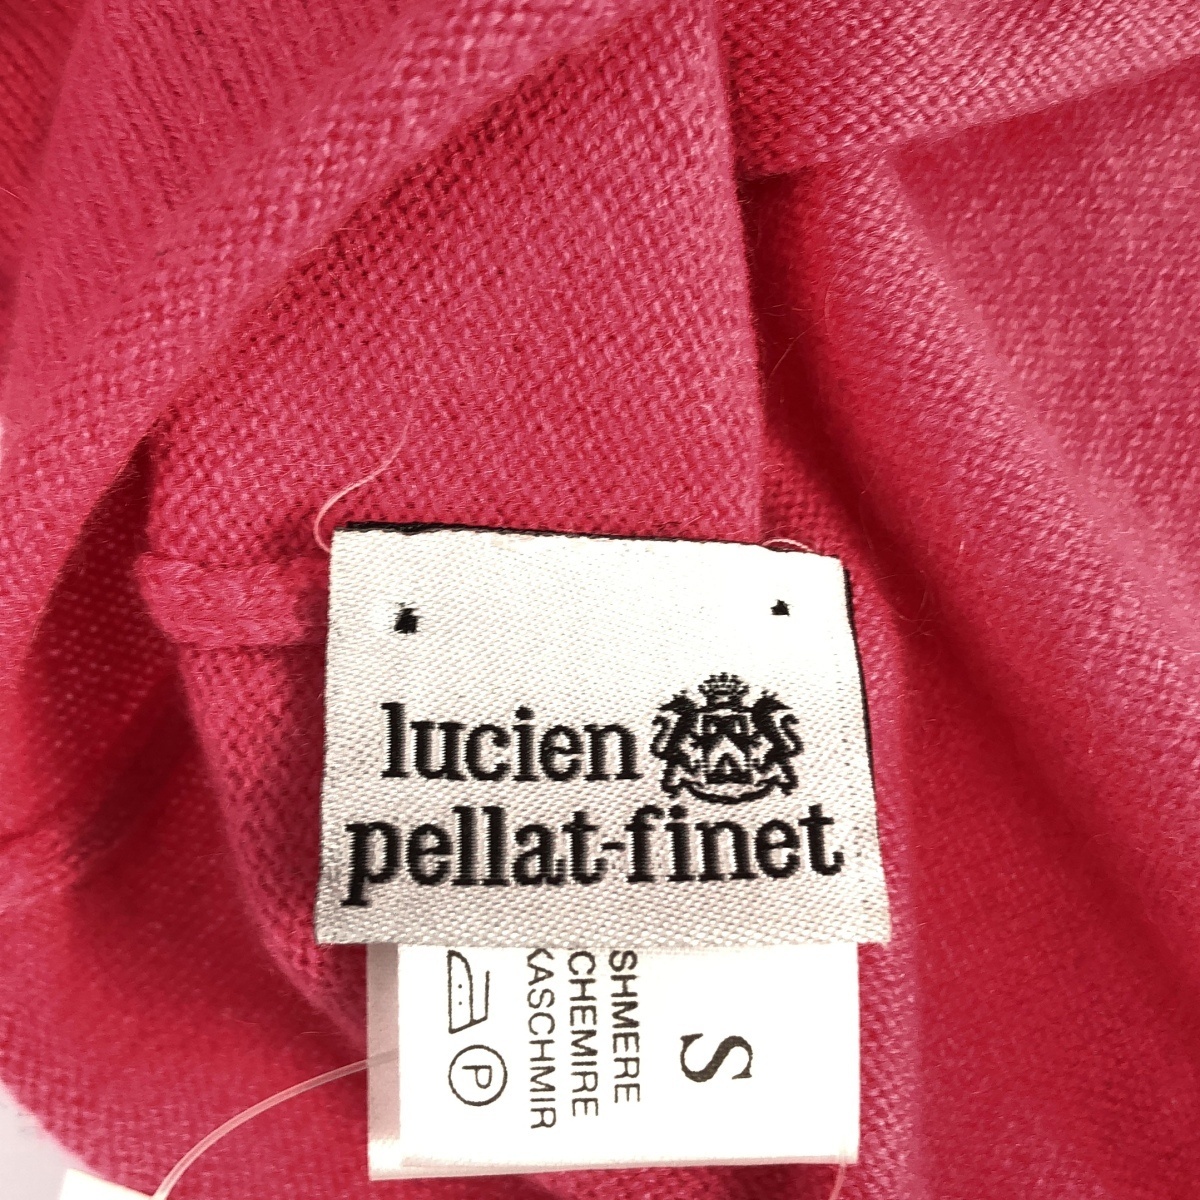 lucien
pellat-finet
S
SHMERE
CHEMIRE
KASCHMIR
P